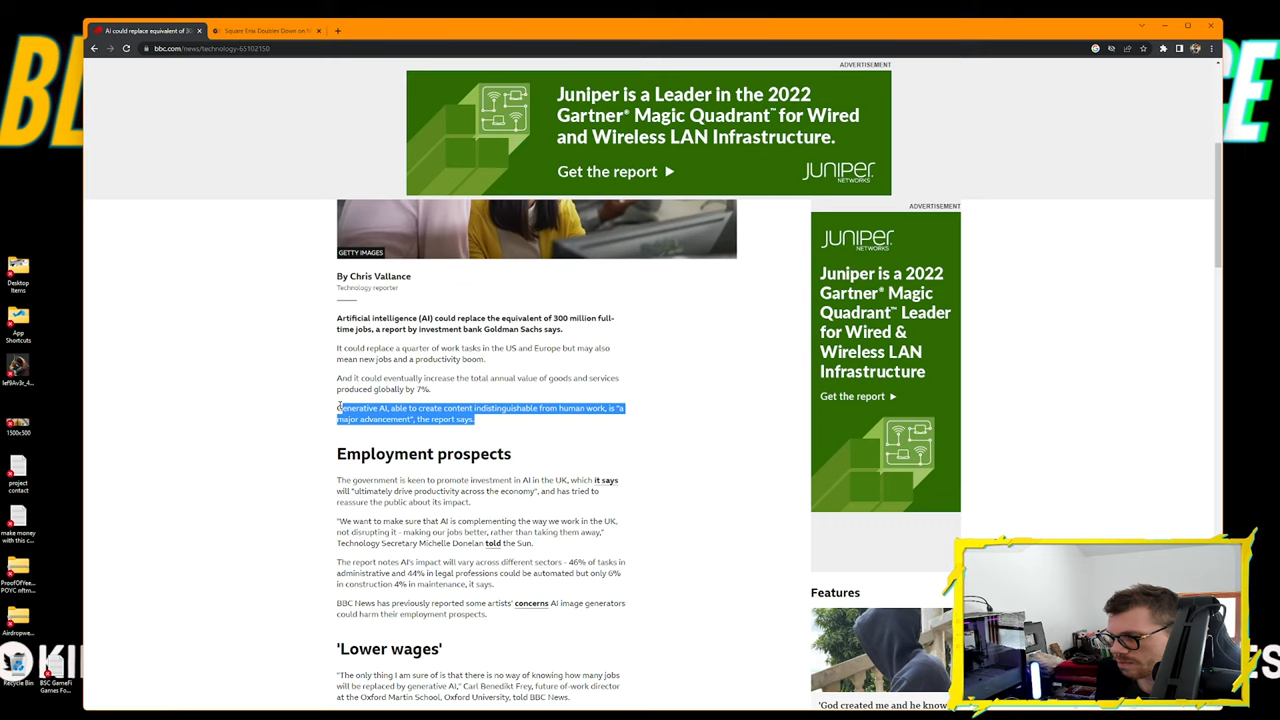 AI could replace equivalent of 30
Square Enix Doubles Down on N
bbc.com/news/technology-65102150
ADVERTISEMENT
Juniper is a Leader in the 2022
Gartner® Magic Quadrant™ for Wired
and Wireless LAN Infrastructure.
Get the report
JUNIPER
NETWORKS
GETTY IMAGES
By Chris Vallance
Technology reporter
Artificial intelligence (AI) could replace the equivalent of 300 million full-
time jobs, a report by investment bank Goldman Sachs says.
It could replace a quarter of work tasks in the US and Europe but may also
mean new jobs and a productivity boom.
And it could eventually increase the total annual value of goods and services
produced globally by 7%.
Generative AI, able to create content indistinguishable from human work, is "a
major advancement", the report says.
Employment prospects
The government is keen to promote investment in AI in the UK, which it says
will "ultimately drive productivity across the economy", and has tried to
reassure the public about its impact.
"We want to make sure that AI is complementing the way we work in the UK,
not disrupting it - making our jobs better, rather than taking them away,"
Technology Secretary Michelle Donelan told the Sun.
The report notes AI's impact will vary across different sectors - 46% of tasks in
administrative and 44% in legal professions could be automated but only 6%
in construction 4% in maintenance, it says.
BBC News has previously reported some artists' concerns AI image generators
could harm their employment prospects.
'Lower wages'
"The only thing I am sure of is that there is no way of knowing how many jobs
will be replaced by generative AI," Carl Benedikt Frey, future of-work director
at the Oxford Martin School, Oxford University, told BBC News.
ADVERTISEMENT
JUNIPER
NETWORKS
Juniper is a 2022
Gartner® Magic
Quadrant™ Leader
for Wired &
Wireless LAN
Infrastructure
Get the report
Features
'God created me and he know
Desktop
Items
App
Shortcuts
1500x500
project
contact
make money
with this c...
ProofOfYee...
POYC nftm...
Airdropwe...
Recycle Bin
BSC GameFi
Games Fo...